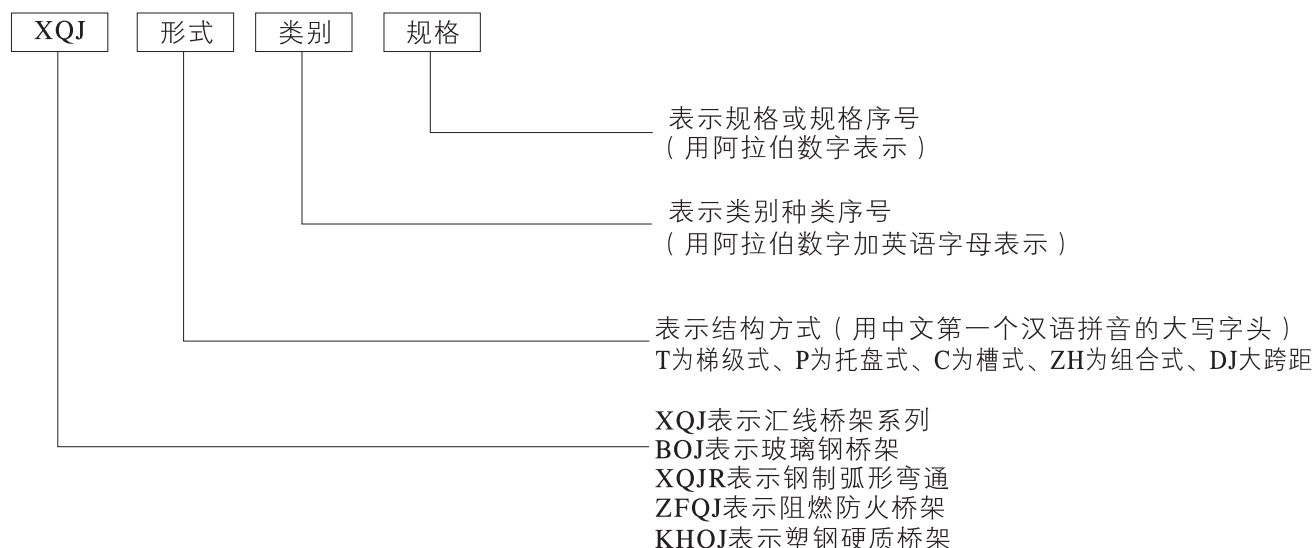 XQJ 形式 类别 规格
表示规格或规格序号
(用阿拉伯数字表示)
表示类别种类序号
(用阿拉伯数字加英语字母表示)
表示结构方式(用中文第一个汉语拼音的大写字头)
T为梯级式、P为托盘式、C为槽式、ZH为组合式、DJ大跨距
XQJ表示汇线桥架系列
BOJ表示玻璃钢桥架
XQJR表示钢制弧形弯通
ZFQJ表示阻燃防火桥架
KHOJ表示塑钢硬质桥架